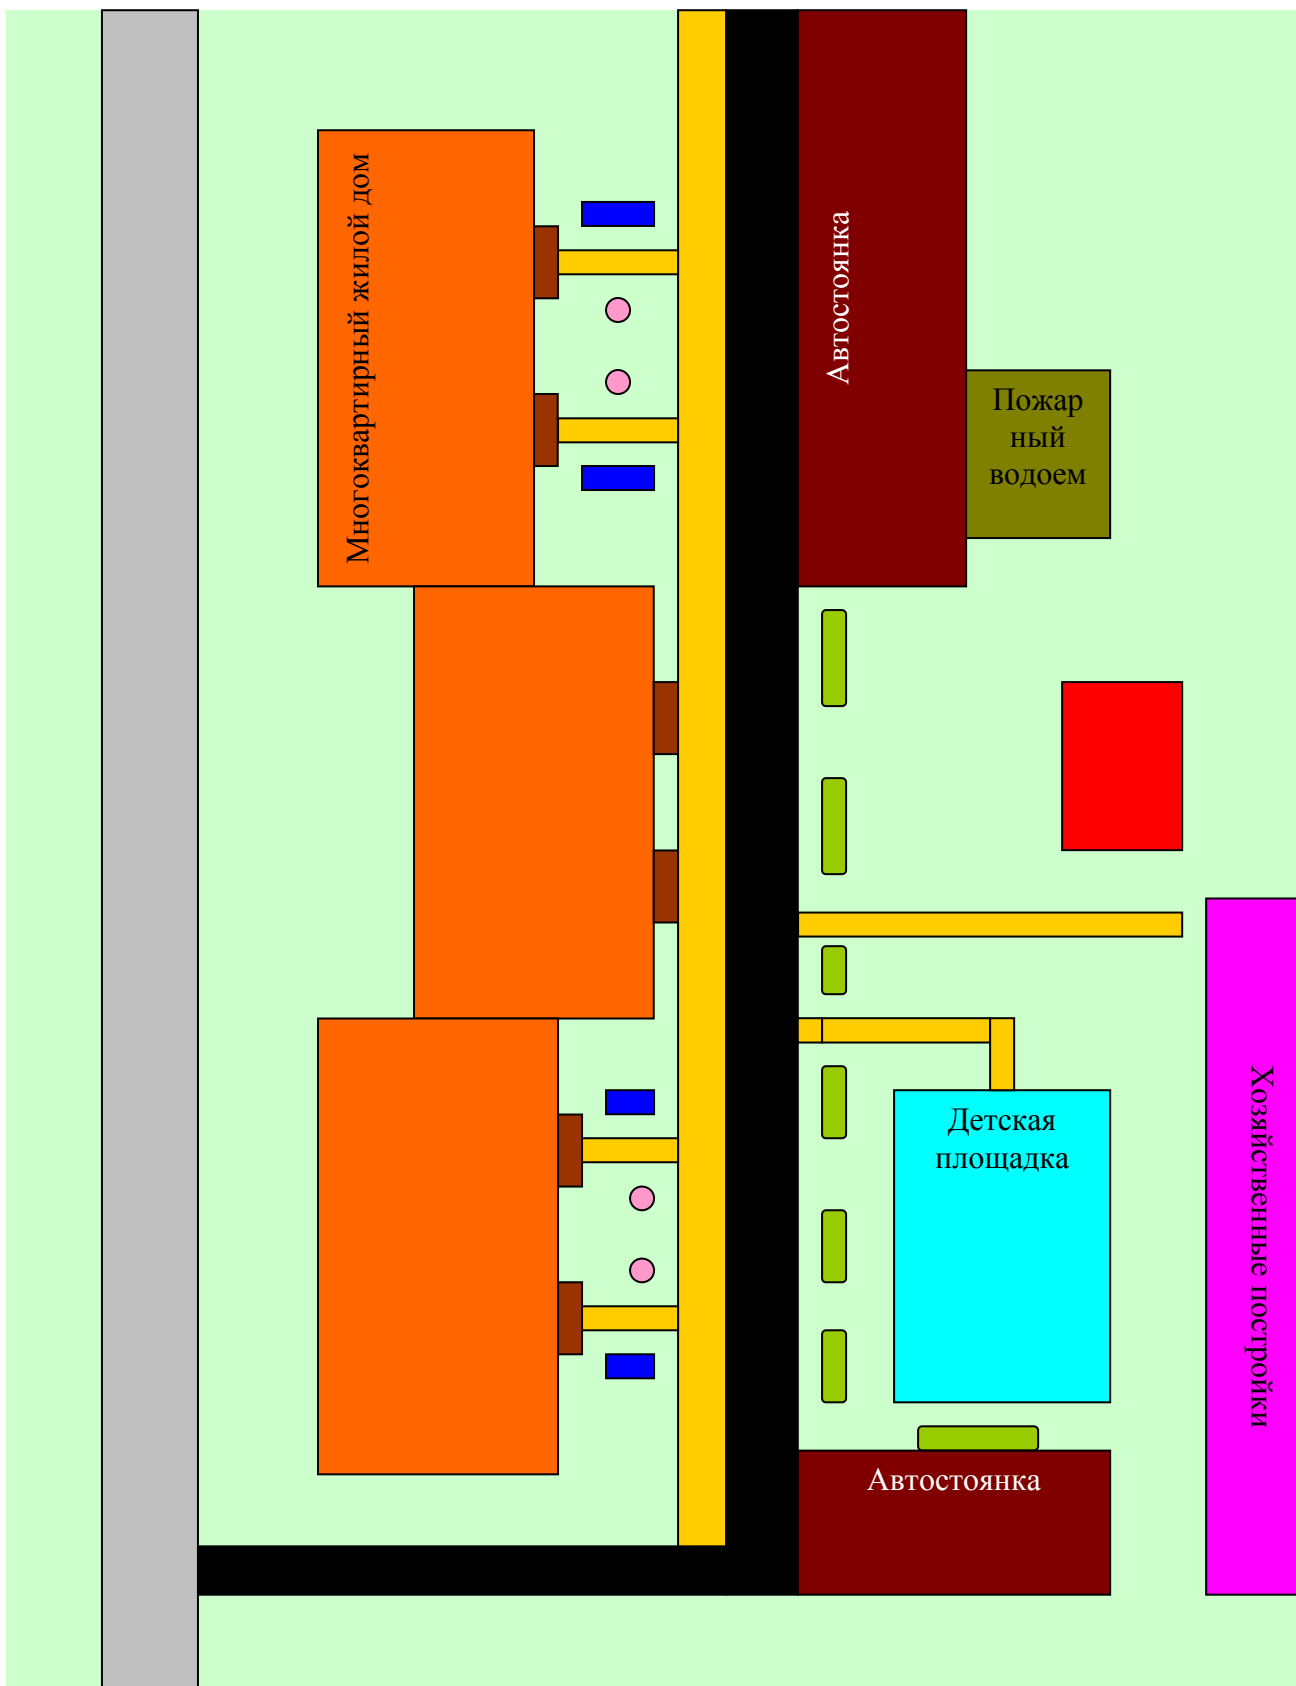 Многоквартирный жилой дом
Автостоянка
Пожар
ный
водоем
Детская
площадка
Хозяйственные постройки
Автостоянка